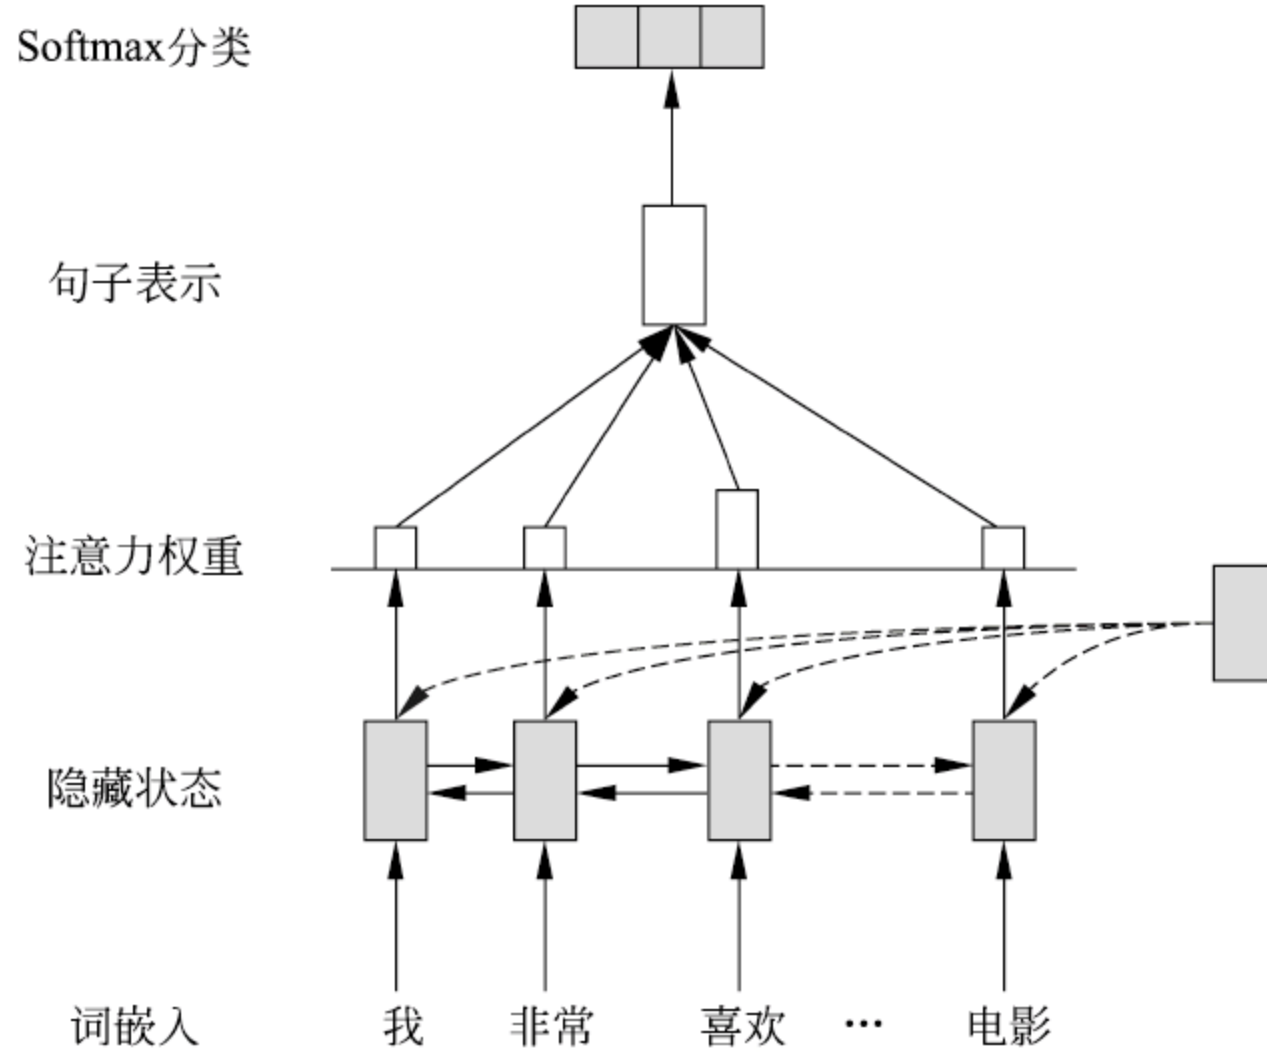 Softmax分类
句子表示
注意力权重
隐藏状态
词嵌入 我 非常 喜欢 … 电影